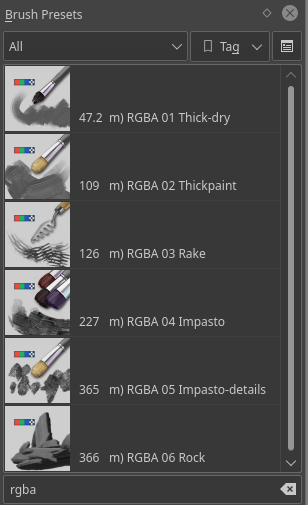 Brush Presets
All
Tag
47.2 m) RGBA 01 Thick-dry
109 m) RGBA 02 Thickpaint
126 m) RGBA 03 Rake
227 m) RGBA 04 Impasto
365 m) RGBA 05 Impasto-details
366 m) RGBA 06 Rock
rgba